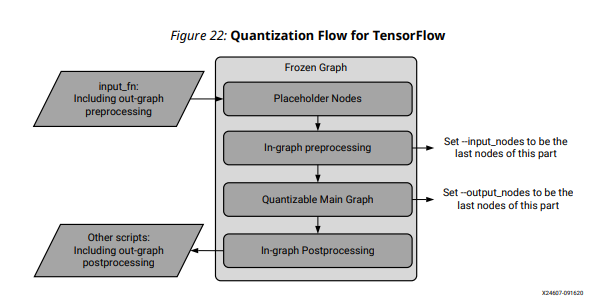 Figure 22: Quantization Flow for TensorFlow
Frozen Graph
input_fn:
Including out-graph
preprocessing
Placeholder Nodes
In-graph preprocessing
Set --input_nodes to be the
last nodes of this part
Quantizable Main Graph
Set --output_nodes to be the
last nodes of this part
Other scripts:
Including out-graph
postprocessing
In-graph Postprocessing
X24607-091620